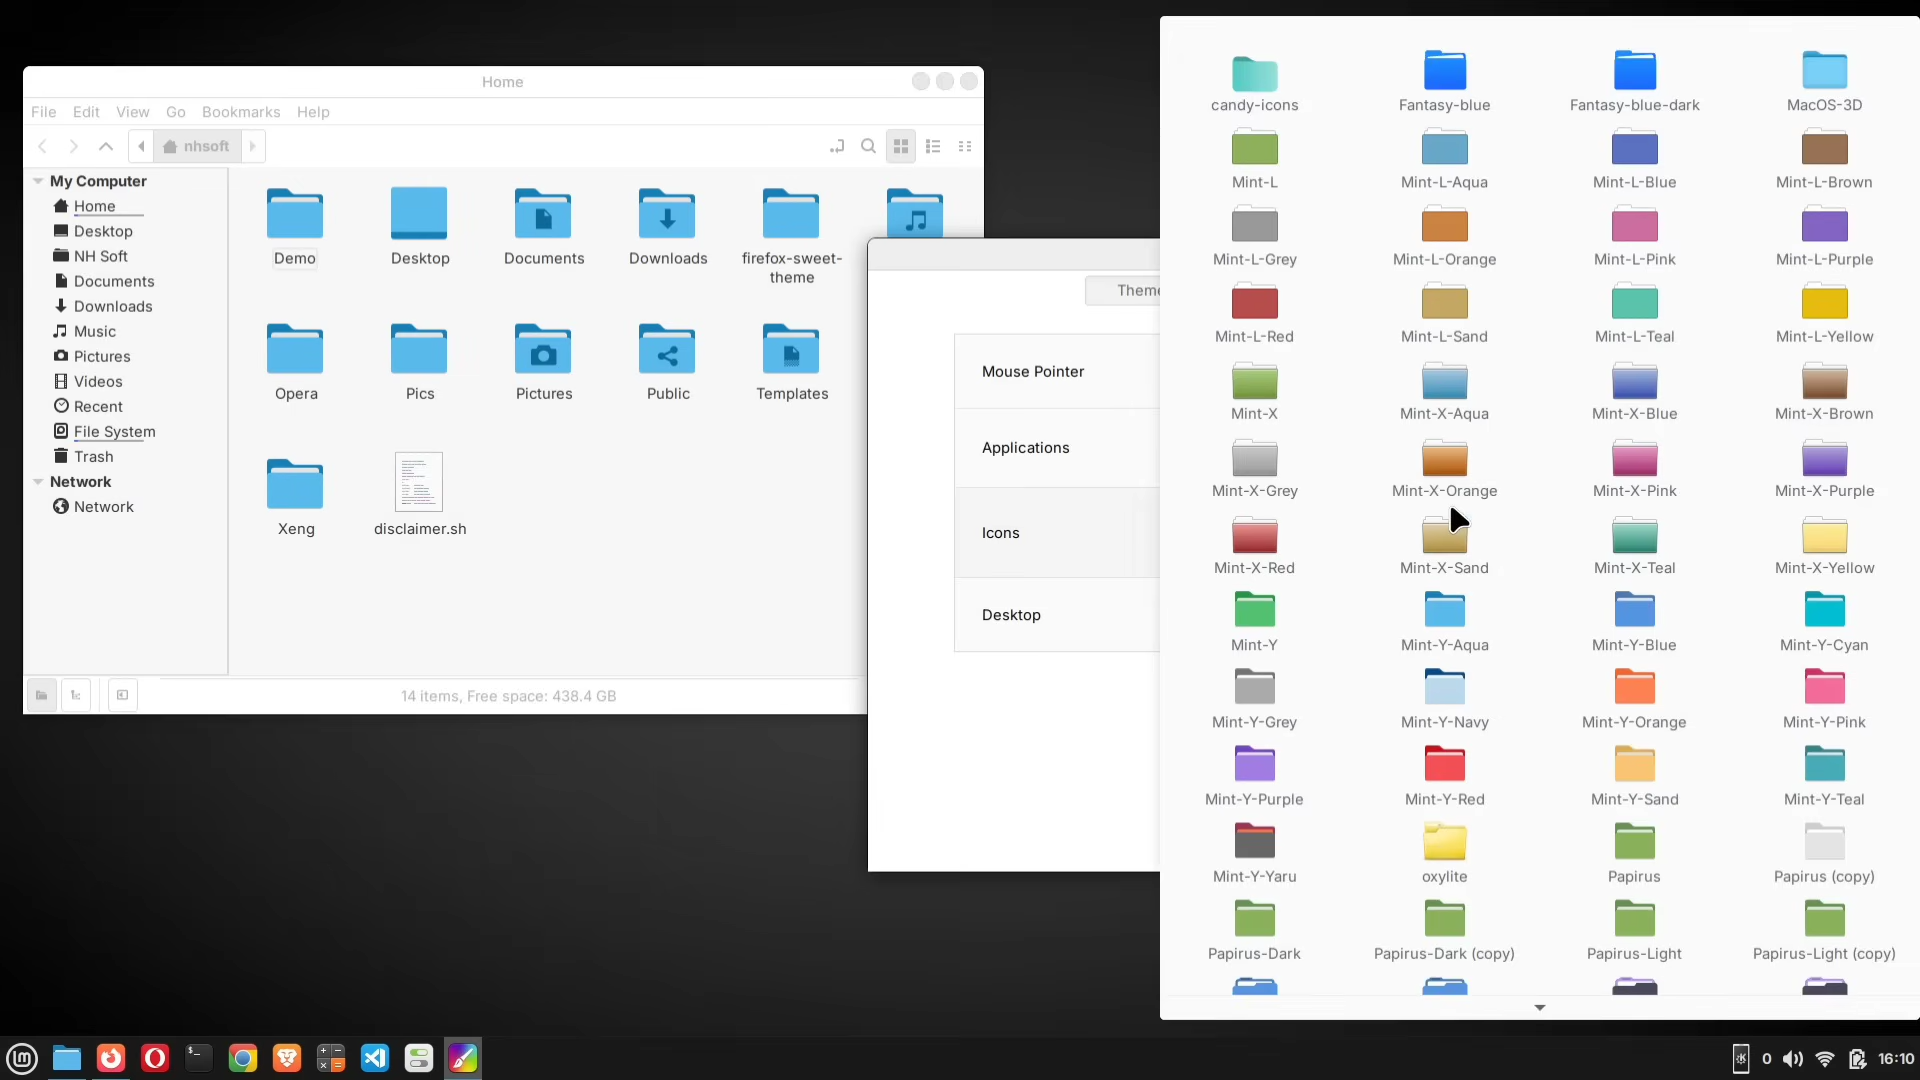 Home
File Edit View Go Bookmarks Help
nhsoft
My Computer
Home
Desktop
NH Soft
Documents
Downloads
Music
Pictures
Videos
Recent
File System
Trash
Network
Network
Demo Desktop Documents Downloads firefox-sweet-
theme
Opera Pics Pictures Public Templates
Xeng disclaimer.sh
14 items, Free space: 438.4 GB
Theme
Mouse Pointer
Applications
Icons
Desktop
candy-icons Fantasy-blue Fantasy-blue-dark MacOS-3D
Mint-L Mint-L-Aqua Mint-L-Blue Mint-L-Brown
Mint-L-Grey Mint-L-Orange Mint-L-Pink Mint-L-Purple
Mint-L-Red Mint-L-Sand Mint-L-Teal Mint-L-Yellow
Mint-X Mint-X-Aqua Mint-X-Blue Mint-X-Brown
Mint-X-Grey Mint-X-Orange Mint-X-Pink Mint-X-Purple
Mint-X-Red Mint-X-Sand Mint-X-Teal Mint-X-Yellow
Mint-Y Mint-Y-Aqua Mint-Y-Blue Mint-Y-Cyan
Mint-Y-Grey Mint-Y-Navy Mint-Y-Orange Mint-Y-Pink
Mint-Y-Purple Mint-Y-Red Mint-Y-Sand Mint-Y-Teal
Mint-Y-Yaru oxylite Papirus Papirus (copy)
Papirus-Dark Papirus-Dark (copy) Papirus-Light Papirus-Light (copy)
0 16:10